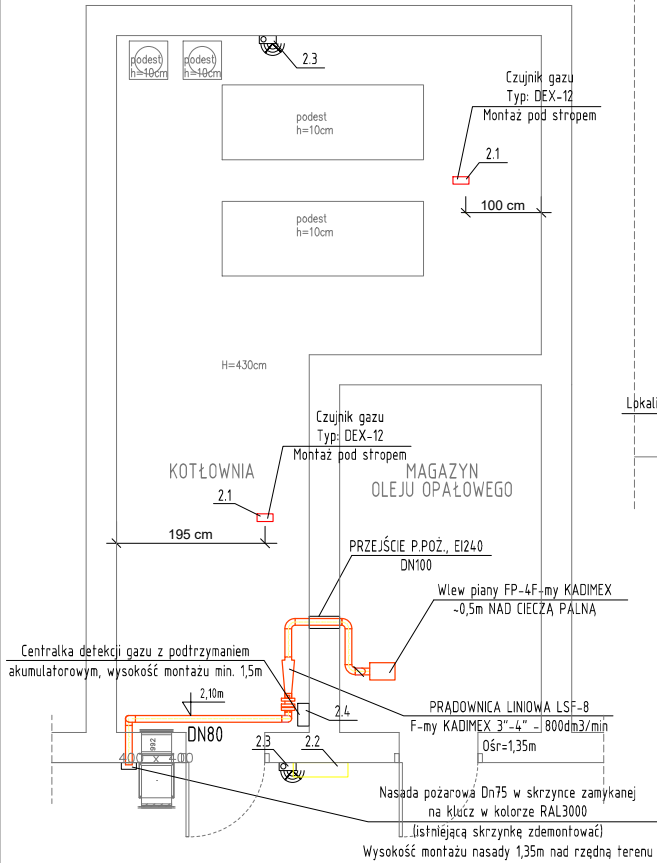 podest
h=10cm
podest
h=10cm
2.3
Czujnik gazu
Typ: DEX-12
Montaż pod stropem
podest
h=10cm
2.1
100 cm
podest
h=10cm
H=430cm
Lokali
Czujnik gazu
Typ: DEX-12
Montaż pod stropem
KOTŁOWNIA
MAGAZYN
OLEJU OPAŁOWEGO
2.1
195 cm
PRZEJŚCIE P.POŻ., EI240
DN100
Wlew piany FP-4F-my KADIMEX
~0,5m NAD CIECZĄ PALNĄ
Centralka detekcji gazu z podtrzymaniem
akumulatorowym, wysokość montażu min. 1,5m
2,10m
DN80
2.4
PRĄDOWNICA LINIOWA LSF-8
F-my KADIMEX 3"-4" - 800dm3/min
Ośr=1,35m
992
400 x 400
2.3
2.2
Nasada pożarowa Dn75 w skrzynce zamykanej
na klucz w kolorze RAL3000
(istniejącą skrzynkę zdemontować)
Wysokość montażu nasady 1,35m nad rzędną terenu